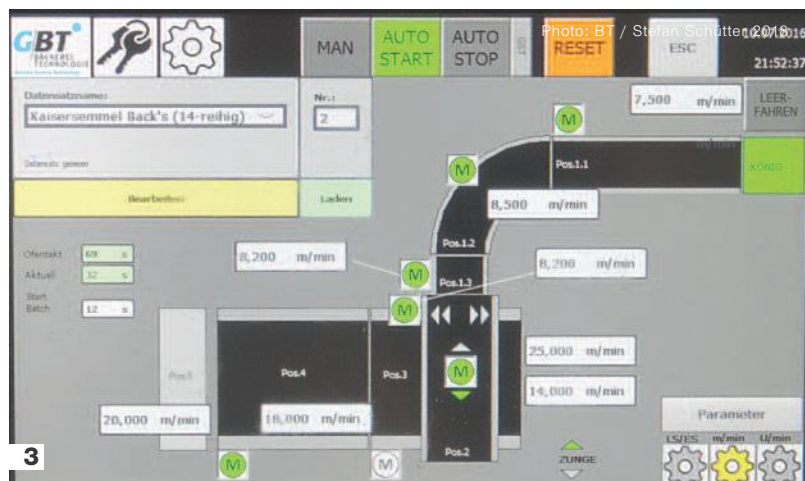 GBT
BÄCKEREI
TECHNOLOGIE
MAN
AUTO
START
AUTO
STOP
RESET
ESC
Photo: BT / Stefan Schütter 2018
21:52:37
Datensatzname:
Kaisersemmel Back's (14-reihig)
Datensatz gelesen
Nr.:
2
Bearbeiten
Laden
7,500 m/min
LEER-
FAHREN
KÖNIG
M
Pos.1.1
M
8,500 m/min
Pos.1.2
8,200 m/min
M
Pos.1.3
8,200 m/min
M
Ofentakt 69 s
Aktuell 32 s
Start
Batch 12 s
Pos.4
Pos.3
M
25,000 m/min
14,000 m/min
20,000 m/min
18,000 m/min
Pos.2
M
M
ZUNGE
Parameter
LS/ES m/min U/min
3